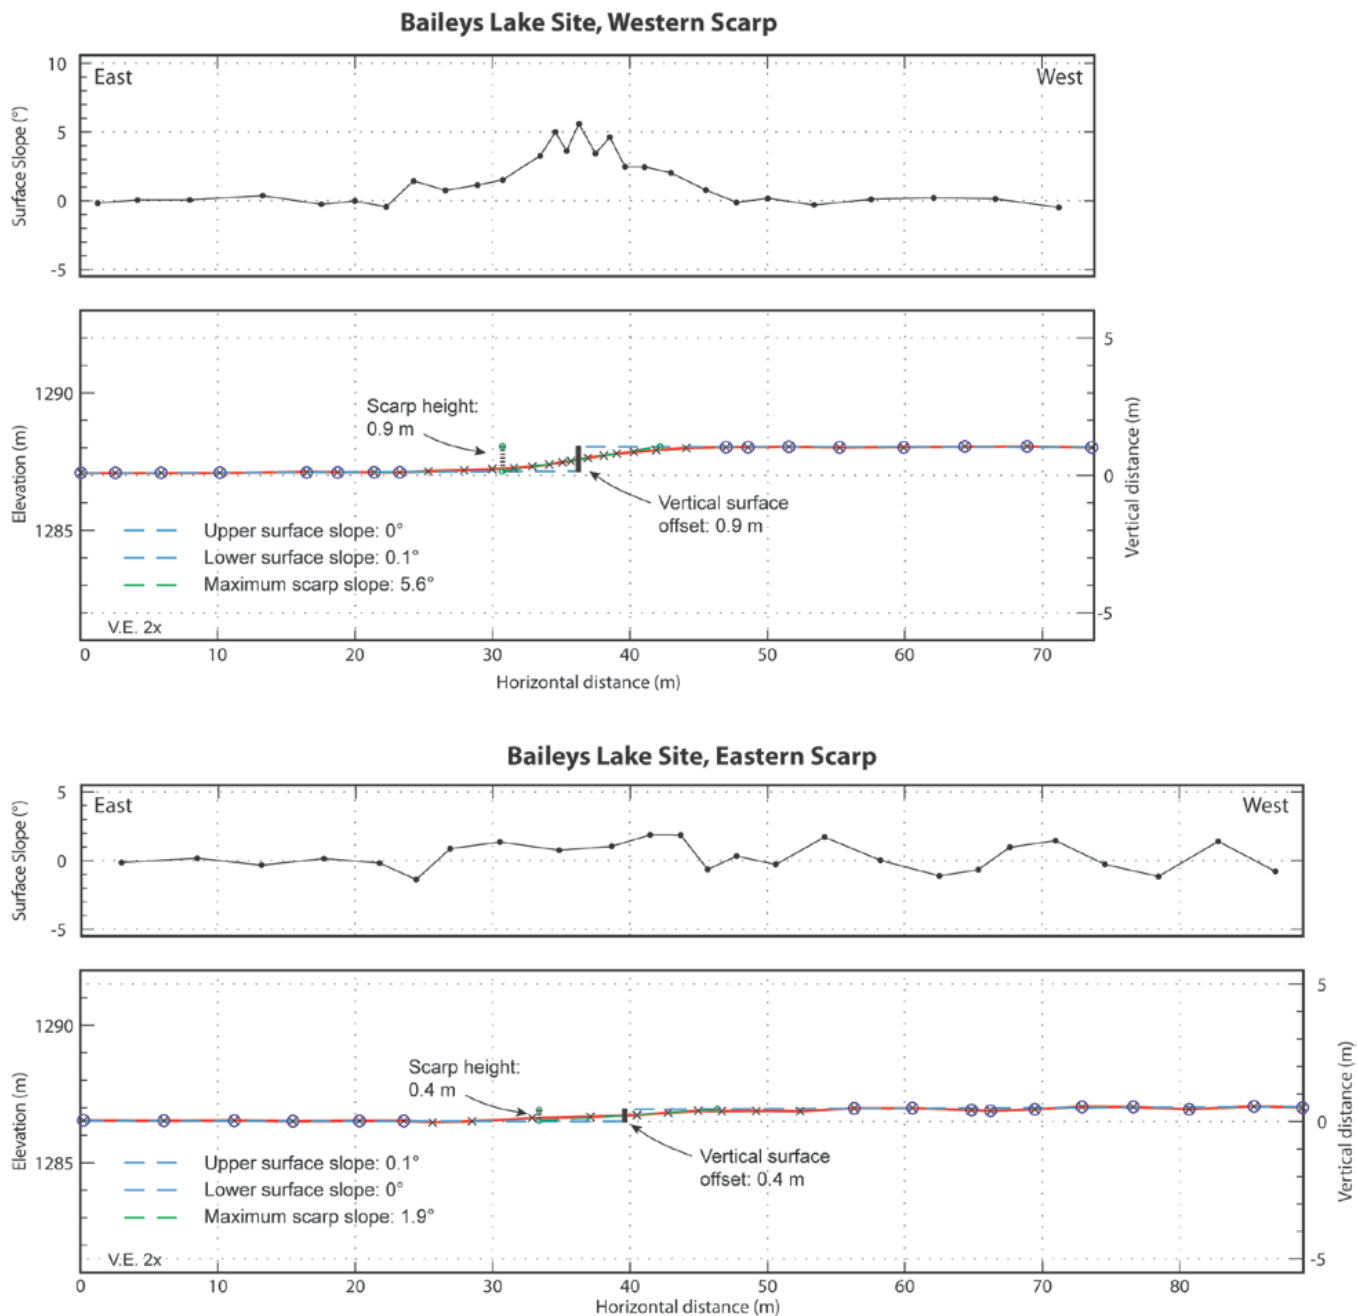 Baileys Lake Site, Western Scarp
East
West
10
5
0
-5
Surface Slope (°)
1290
1285
Elevation (m)
5
0
-5
Vertical distance (m)
Scarp height:
0.9 m
Vertical surface
offset: 0.9 m
Upper surface slope: 0°
Lower surface slope: 0.1°
Maximum scarp slope: 5.6°
V.E. 2x
0 10 20 30 40 50 60 70
Horizontal distance (m)
Baileys Lake Site, Eastern Scarp
East
West
5
0
-5
Surface Slope (°)
1290
1285
Elevation (m)
5
0
-5
Vertical distance (m)
Scarp height:
0.4 m
Vertical surface
offset: 0.4 m
Upper surface slope: 0.1°
Lower surface slope: 0°
Maximum scarp slope: 1.9°
V.E. 2x
0 10 20 30 40 50 60 70 80
Horizontal distance (m)